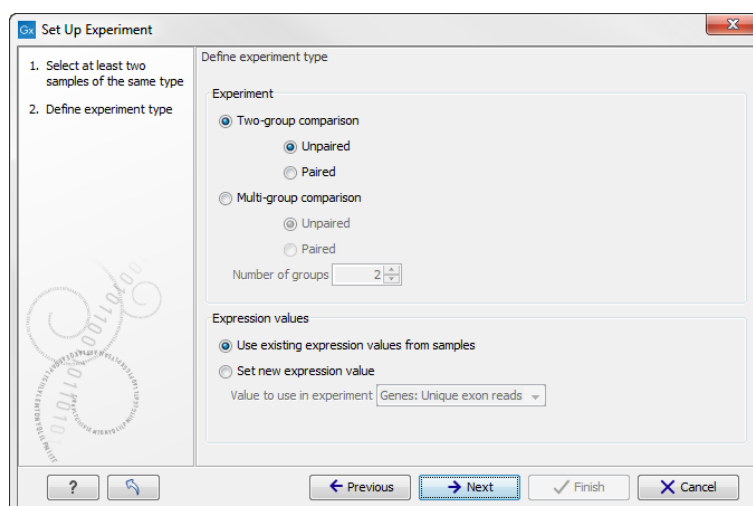 Gx Set Up Experiment
1. Select at least two
samples of the same type
2. Define experiment type
Define experiment type
Experiment
Two-group comparison
Unpaired
Paired
Multi-group comparison
Unpaired
Paired
Number of groups 2
Expression values
Use existing expression values from samples
Set new expression value
Value to use in experiment Genes: Unique exon reads
? Previous Next Finish Cancel